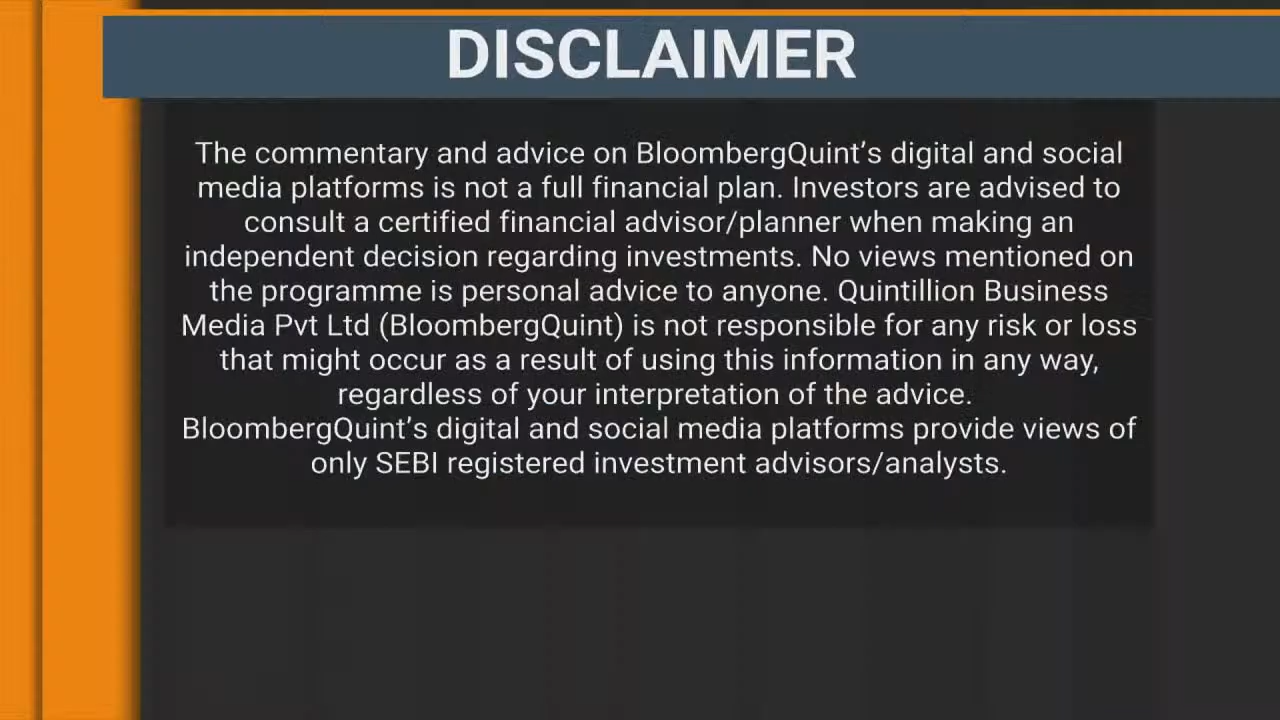 DISCLAIMER
The commentary and advice on BloombergQuint’s digital and social
media platforms is not a full financial plan. Investors are advised to
consult a certified financial advisor/planner when making an
independent decision regarding investments. No views mentioned on
the programme is personal advice to anyone. Quintillion Business
Media Pvt Ltd (BloombergQuint) is not responsible for any risk or loss
that might occur as a result of using this information in any way,
regardless of your interpretation of the advice.
BloombergQuint’s digital and social media platforms provide views of
only SEBI registered investment advisors/analysts.